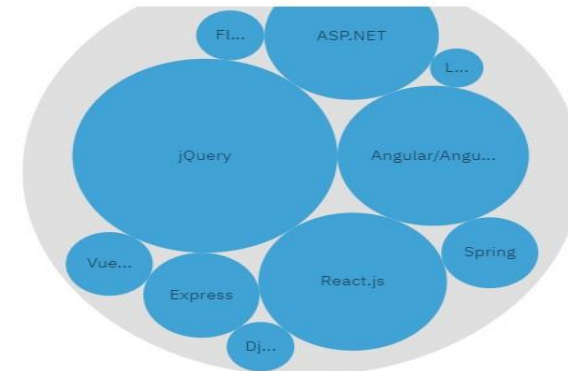 Fl...
ASP.NET
L...
jQuery
Angular/Angu...
Vue...
Express
React.js
Spring
Dj...